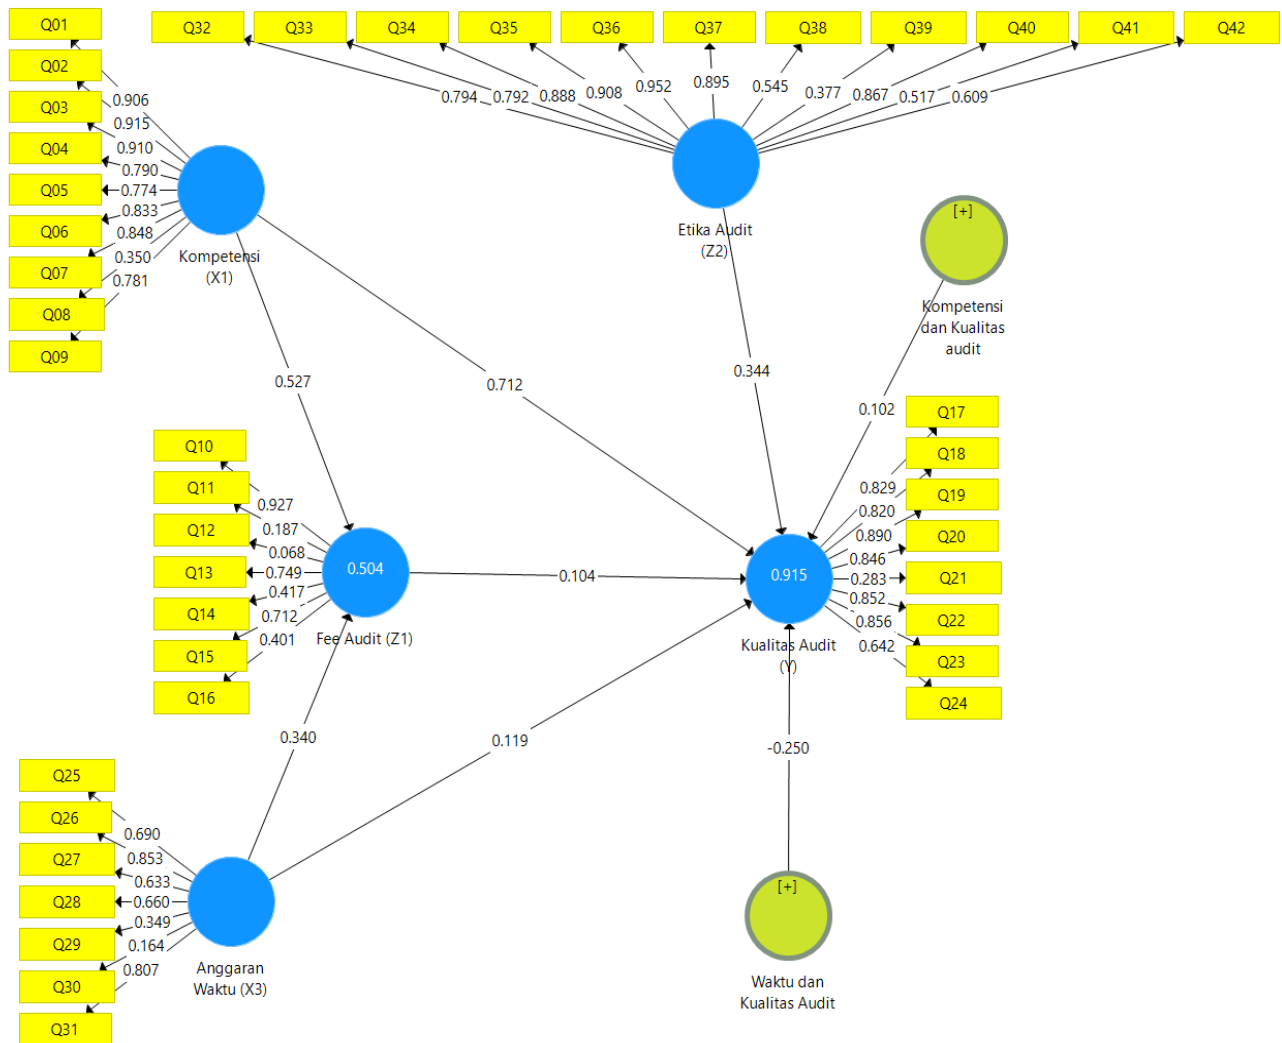 Q01
Q02
Q03
Q04
Q05
Q06
Q07
Q08
Q09
0.906
0.915
0.910
0.790
0.774
0.833
0.848
0.350
0.781
Kompetensi
(X1)
Q32
Q33
Q34
Q35
Q36
Q37
Q38
Q39
Q40
Q41
Q42
0.794
0.792
0.888
0.908
0.952
0.895
0.545
0.377
0.867
0.517
0.609
Etika Audit
(Z2)
[+]
Kompetensi
dan Kualitas
audit
0.527
0.712
0.344
0.102
Q10
Q11
Q12
Q13
Q14
Q15
Q16
0.927
0.187
0.068
0.749
0.417
0.712
0.401
0.504
Fee Audit (Z1)
0.104
0.915
Kualitas Audit
(Y)
Q17
Q18
Q19
Q20
Q21
Q22
Q23
Q24
0.829
0.820
0.890
0.846
0.283
0.852
0.856
0.642
0.340
0.119
-0.250
Q25
Q26
Q27
Q28
Q29
Q30
Q31
0.690
0.853
0.633
0.660
0.349
0.164
0.807
Anggaran
Waktu (X3)
[+]
Waktu dan
Kualitas Audit